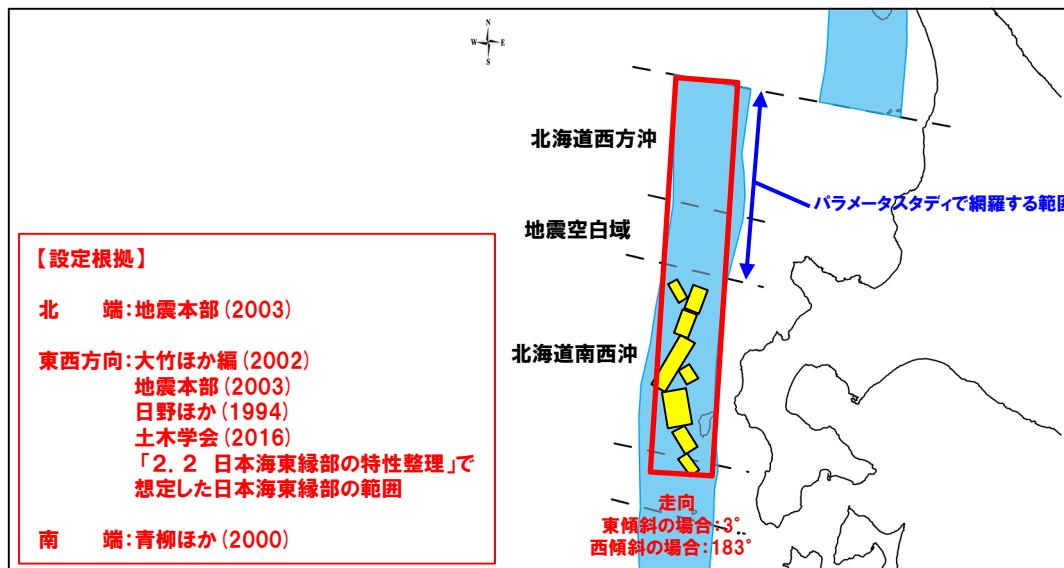 N
W E
S
北海道西方沖
パラメータスタディで網羅する範囲
地震空白域
北海道南西沖
【設定根拠】
北　　端:地震本部(2003)
東西方向:大竹ほか編(2002)
地震本部(2003)
日野ほか(1994)
土木学会(2016)
「2．2　日本海東縁部の特性整理」で
想定した日本海東縁部の範囲
南　　端:青柳ほか(2000)
走向
東傾斜の場合:3°
西傾斜の場合:183°